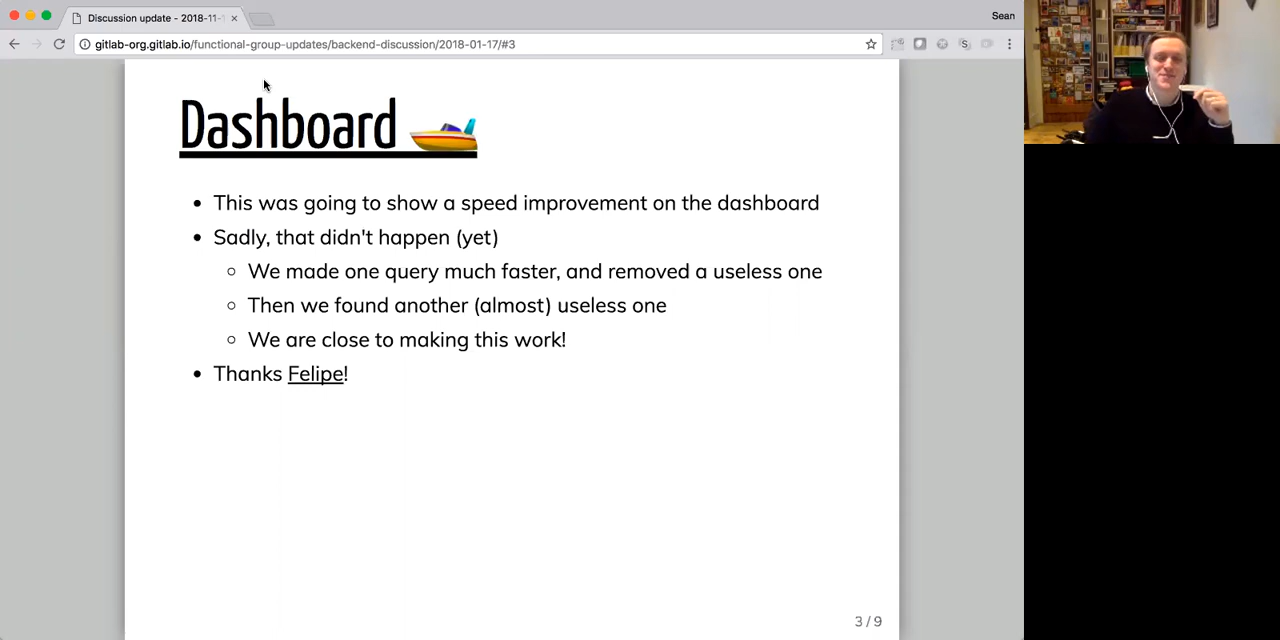 Discussion update - 2018-11-1
Sean
gitlab-org.gitlab.io/functional-group-updates/backend-discussion/2018-01-17/#3
Dashboard
This was going to show a speed improvement on the dashboard
Sadly, that didn't happen (yet)
We made one query much faster, and removed a useless one
Then we found another (almost) useless one
We are close to making this work!
Thanks Felipe!
3 / 9